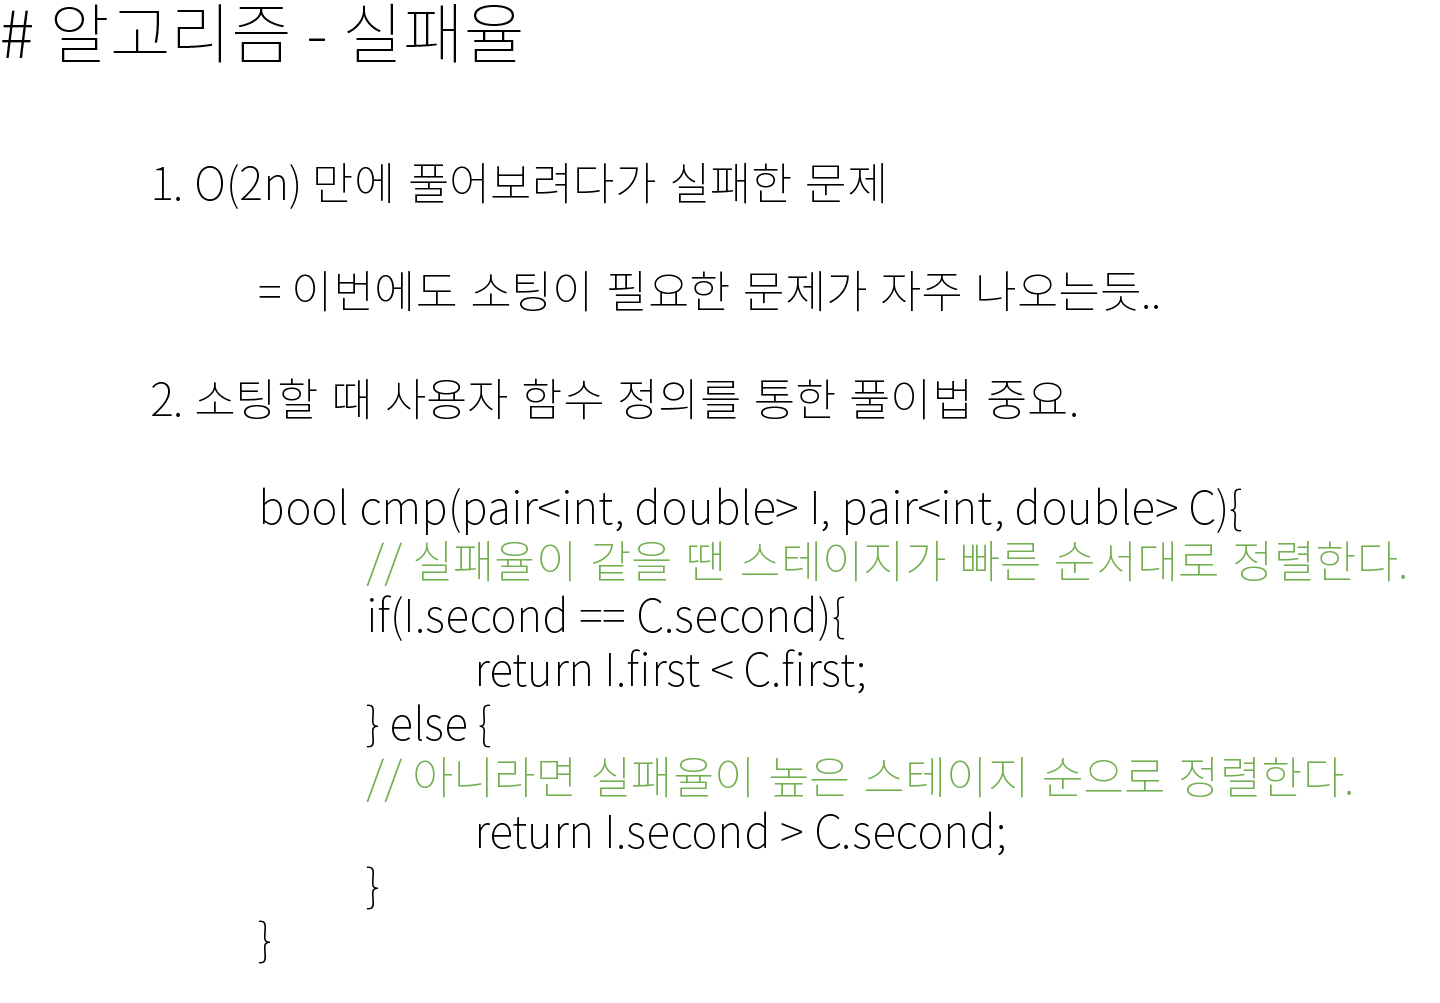 # 알고리즘 - 실패율
1. O(2n) 만에 풀어보려다가 실패한 문제
= 이번에도 소팅이 필요한 문제가 자주 나오는듯..
2. 소팅할 때 사용자 함수 정의를 통한 풀이법 중요.
bool cmp(pair<int, double> I, pair<int, double> C){
// 실패율이 같을 땐 스테이지가 빠른 순서대로 정렬한다.
if(I.second == C.second){
return I.first < C.first;
} else {
// 아니라면 실패율이 높은 스테이지 순으로 정렬한다.
return I.second > C.second;
}
}